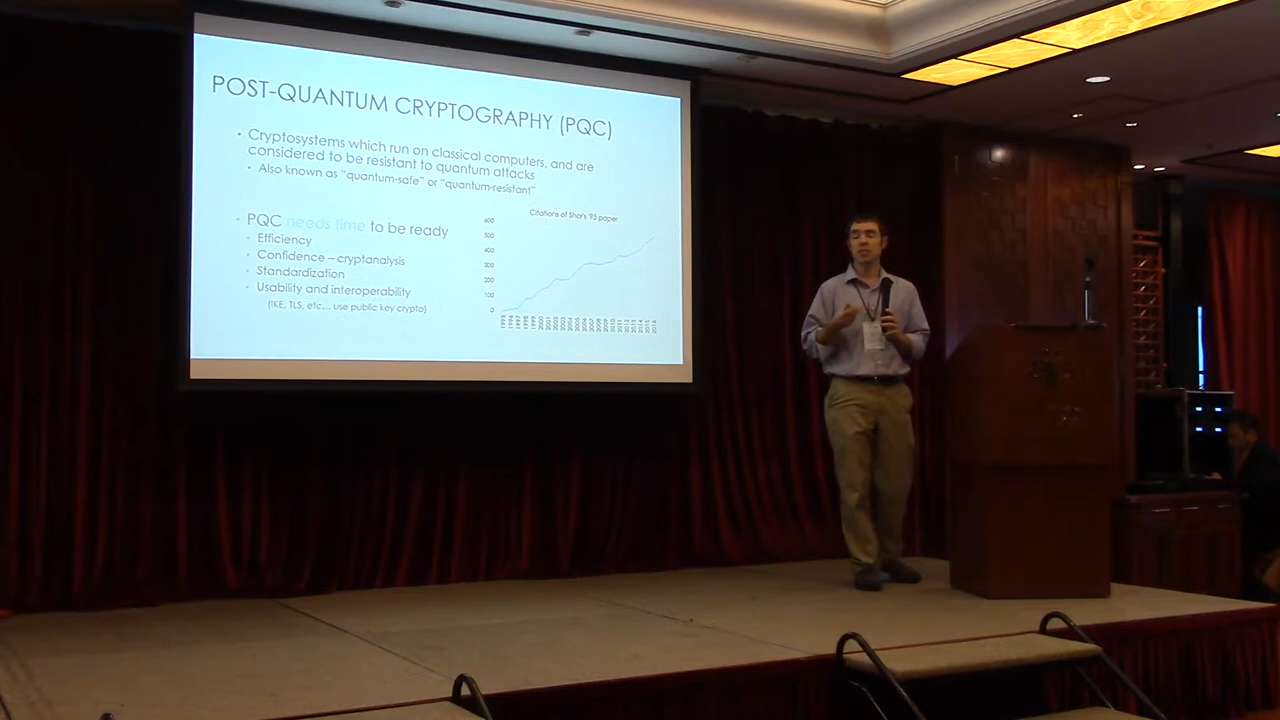 POST-QUANTUM CRYPTOGRAPHY (PQC)
• Cryptosystems which run on classical computers, and are
considered to be resistant to quantum attacks
• Also known as “quantum-safe” or “quantum-resistant”
• PQC needs time to be ready
• Efficiency
• Confidence – cryptanalysis
• Standardization
• Usability and interoperability
(IKE, TLS, etc… use public key crypto)
Citations of Shor's '95 paper
600
500
400
300
200
100
0